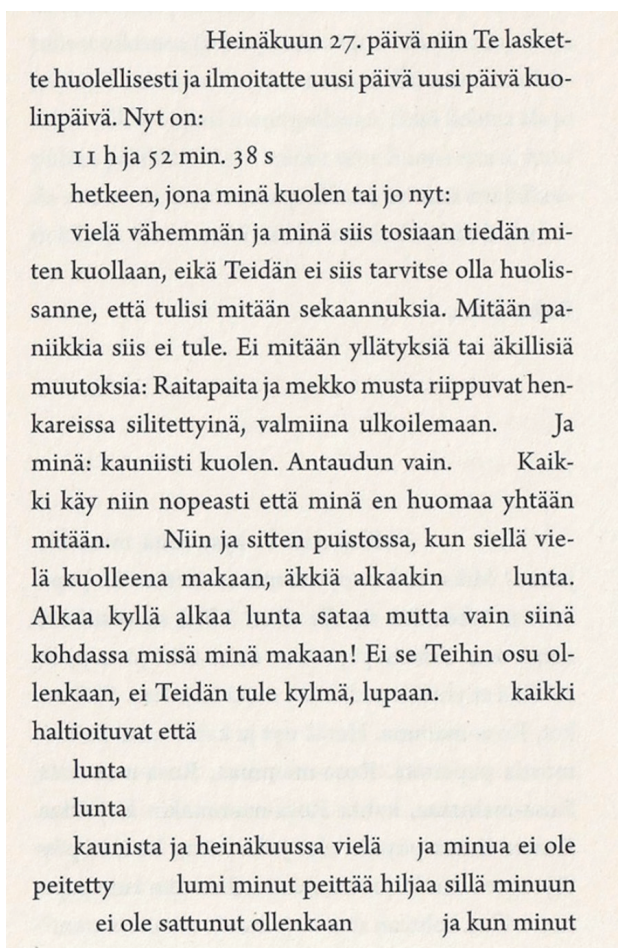 Heinäkuun 27. päivä niin Te lasket-
te huolellisesti ja ilmoitatte uusi päivä uusi päivä kuo-
linpäivä. Nyt on:
11 h ja 52 min. 38 s
hetkeen, jona minä kuolen tai jo nyt:
vielä vähemmän ja minä siis tosiaan tiedän mi-
ten kuollaan, eikä Teidän ei siis tarvitse olla huolis-
sanne, että tulisi mitään sekaannuksia. Mitään pa-
niikkia siis ei tule. Ei mitään yllätyksiä tai äkillisiä
muutoksia: Raitapaita ja mekko musta riippuvat hen-
kareissa silitettyinä, valmiina ulkoilemaan. Ja
minä: kauniisti kuolen. Antaudun vain. Kaik-
ki käy niin nopeasti että minä en huomaa yhtään
mitään. Niin ja sitten puistossa, kun siellä vie-
lä kuolleena makaan, äkkiä alkaakin lunta.
Alkaa kyllä alkaa lunta sataa mutta vain siinä
kohdassa missä minä makaan! Ei se Teihin osu ol-
lenkaan, ei Teidän tule kylmä, lupaan. kaikki
haltioituvat että
lunta
lunta
kaunista ja heinäkuussa vielä ja minua ei ole
peitetty lumi minut peittää hiljaa sillä minuun
ei ole sattunut ollenkaan ja kun minut